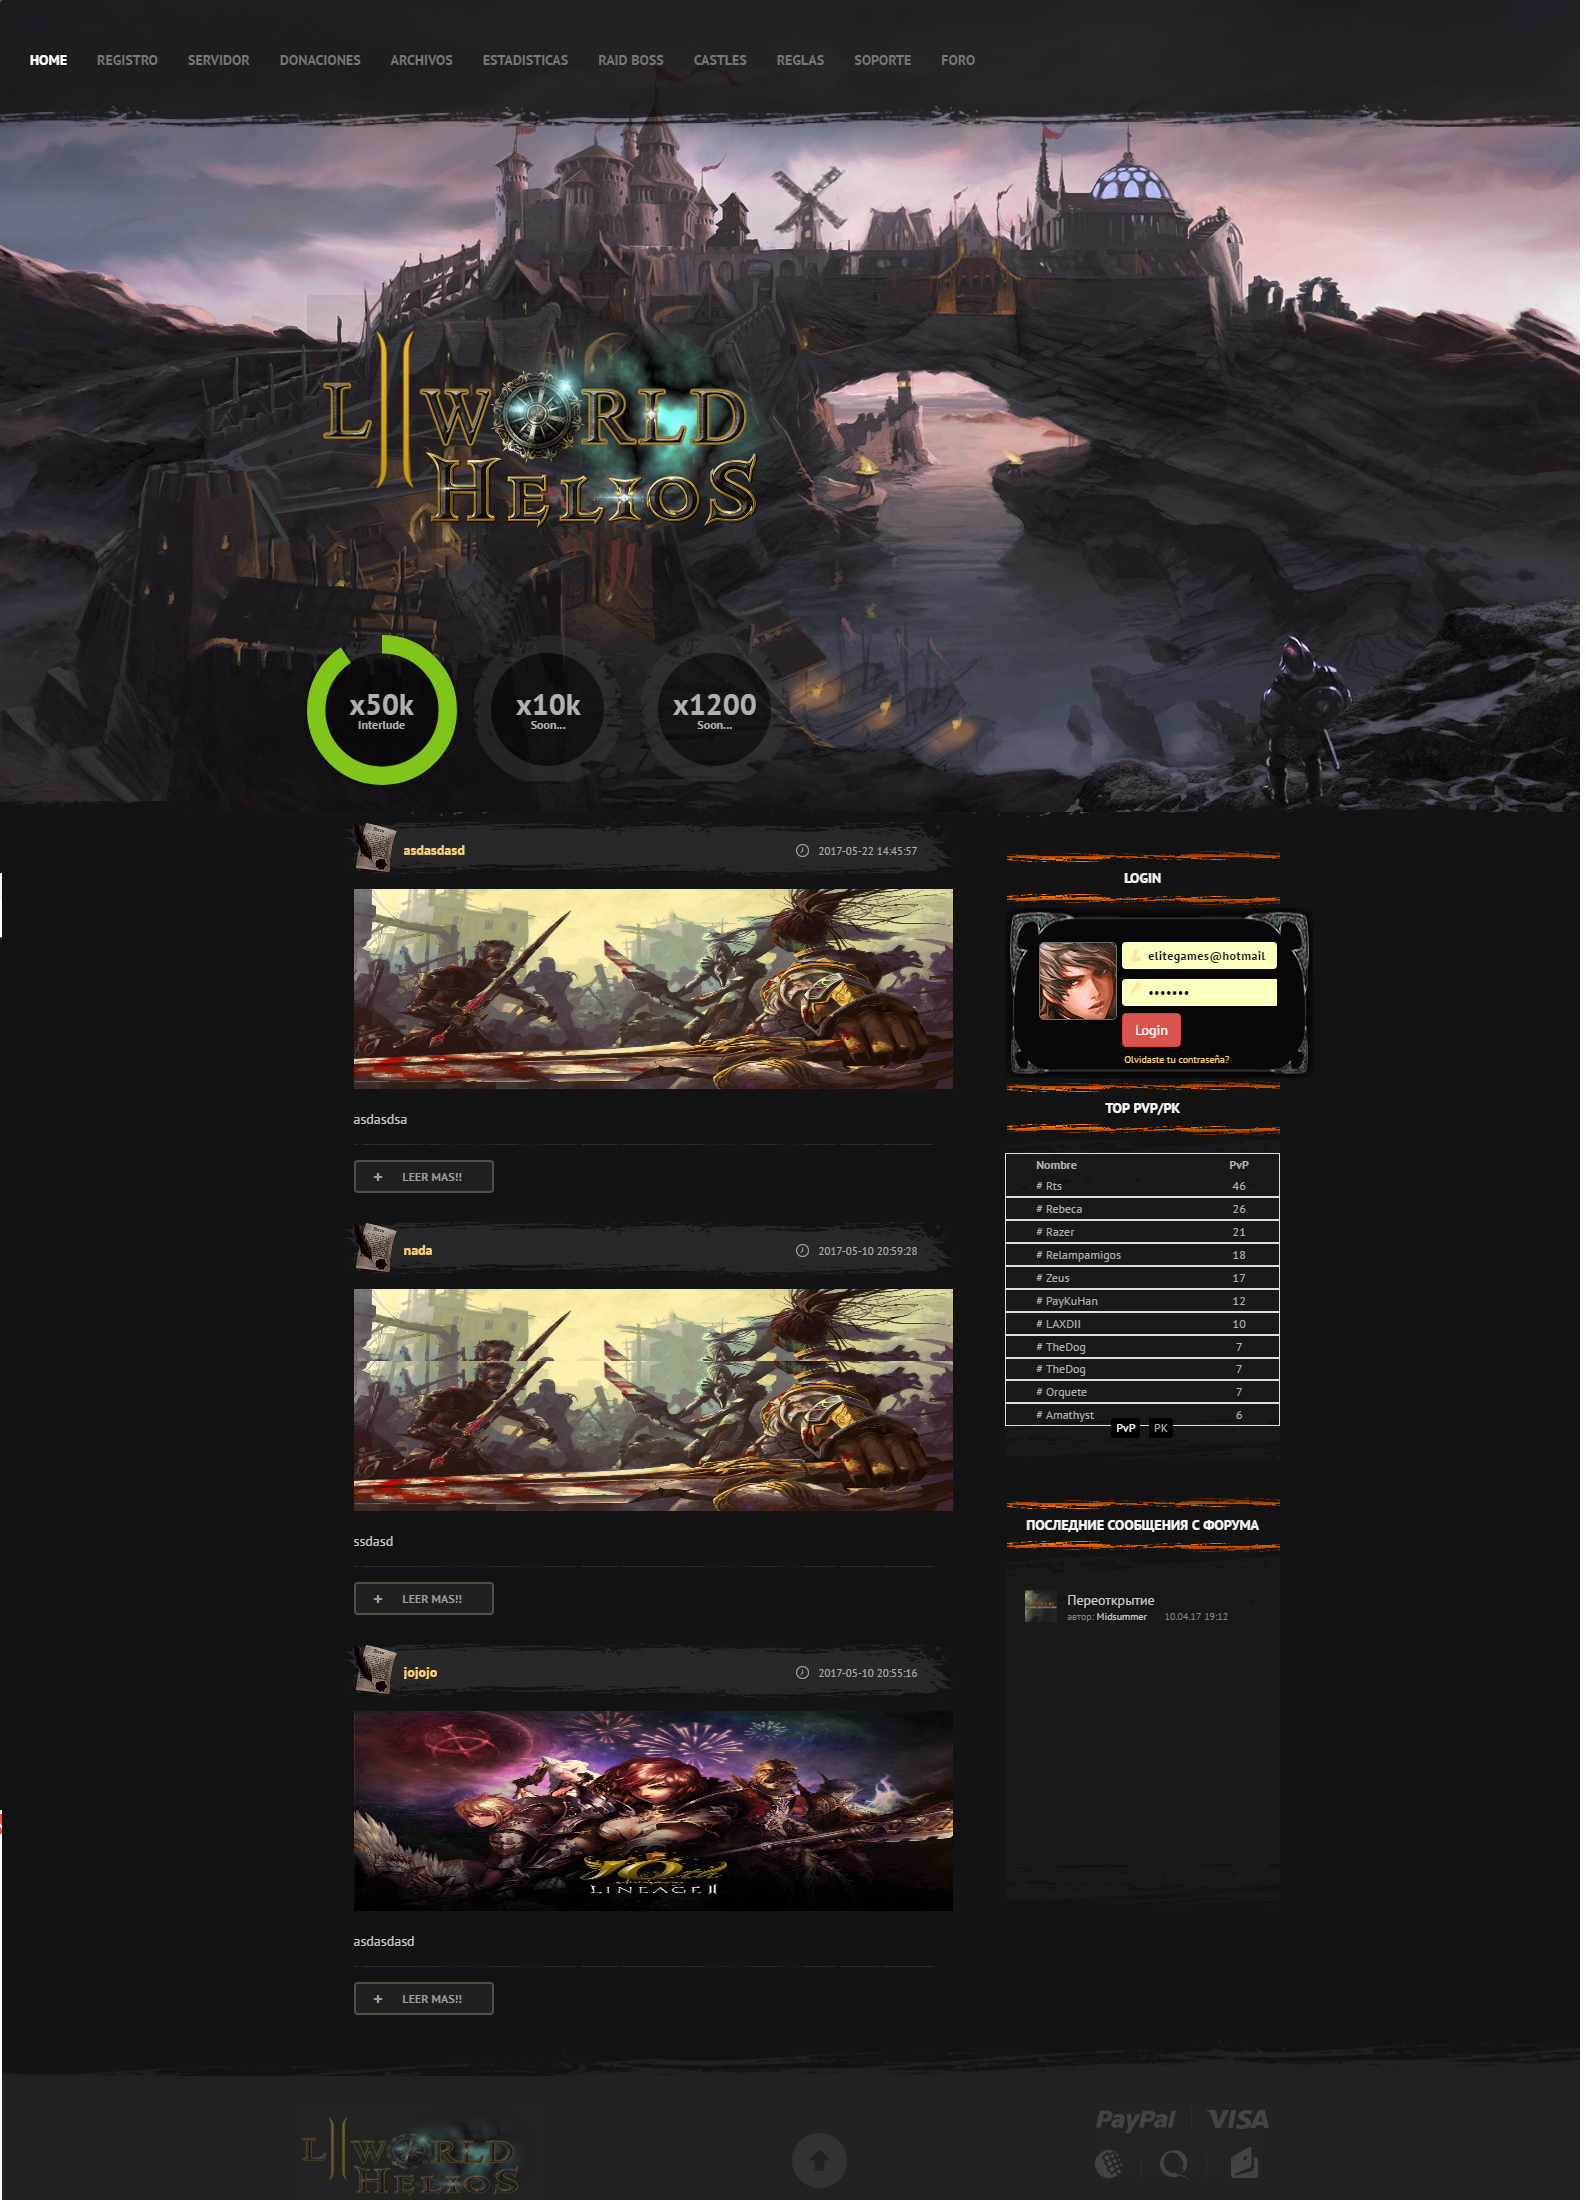 HOME REGISTRO SERVIDOR DONACIONES ARCHIVOS ESTADISTICAS RAID BOSS CASTLES REGLAS SOPORTE FORO
L II WORLD
HELIOS
x50k x10k x1200
Interlude Soon... Soon...
asdasdasd 2017-05-22 14:45:57
asdasdsa
+ LEER MAS!!
nada 2017-05-10 20:59:28
ssdasd
+ LEER MAS!!
jojojo 2017-05-10 20:55:16
10th
LINEAGE II
asdasdasd
+ LEER MAS!!
LOGIN
elitegames@hotmail
•••••••
Login
Olvidaste tu contraseña?
TOP PVP/PK
Nombre PvP
# Rts 46
# Rebeca 26
# Razer 21
# Relampamigos 18
# Zeus 17
# PayKuHan 12
# LAXDII 10
# TheDog 7
# TheDog 7
# Orquete 7
# Amathyst 6
PvP PK
ПОСЛЕДНИЕ СООБЩЕНИЯ С ФОРУМА
Переоткрытие
автор: Midsummer 10.04.17 19:12
L II WORLD
HELIOS
PayPal VISA